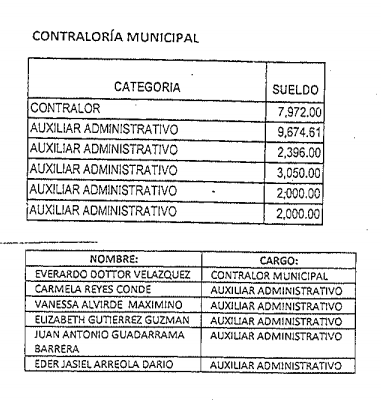 CONTRALORÍA MUNICIPAL
CATEGORIA SUELDO
CONTRALOR 7,972.00
AUXILIAR ADMINISTRATIVO 9,674.61
AUXILIAR ADMINISTRATIVO 2,396.00
AUXILIAR ADMINISTRATIVO 3,050.00
AUXILIAR ADMINISTRATIVO 2,000.00
AUXILIAR ADMINISTRATIVO 2,000.00
NOMBRE: CARGO:
EVERARDO DOTTOR VELAZQUEZ CONTRALOR MUNICIPAL
CARMELA REYES CONDE AUXILIAR ADMINISTRATIVO
VANESSA ALVIRDE MAXIMINO AUXILIAR ADMINISTRATIVO
ELIZABETH GUTIERREZ GUZMAN AUXILIAR ADMINISTRATIVO
JUAN ANTONIO GUADARRAMA AUXILIAR ADMINISTRATIVO
BARRERA
EDER JASIEL ARREOLA DARIO AUXILIAR ADMINISTRATIVO